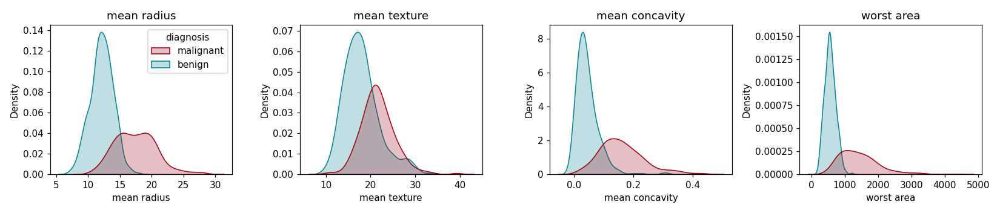 mean radius
0.14
0.12
0.10
0.08
0.06
0.04
0.02
0.00
Density
5 10 15 20 25 30
mean radius
diagnosis
malignant
benign
mean texture
0.07
0.06
0.05
0.04
0.03
0.02
0.01
0.00
Density
10 20 30 40
mean texture
mean concavity
8
6
4
2
0
Density
0.0 0.2 0.4
mean concavity
worst area
0.00150
0.00125
0.00100
0.00075
0.00050
0.00025
0.00000
Density
0 1000 2000 3000 4000 5000
worst area